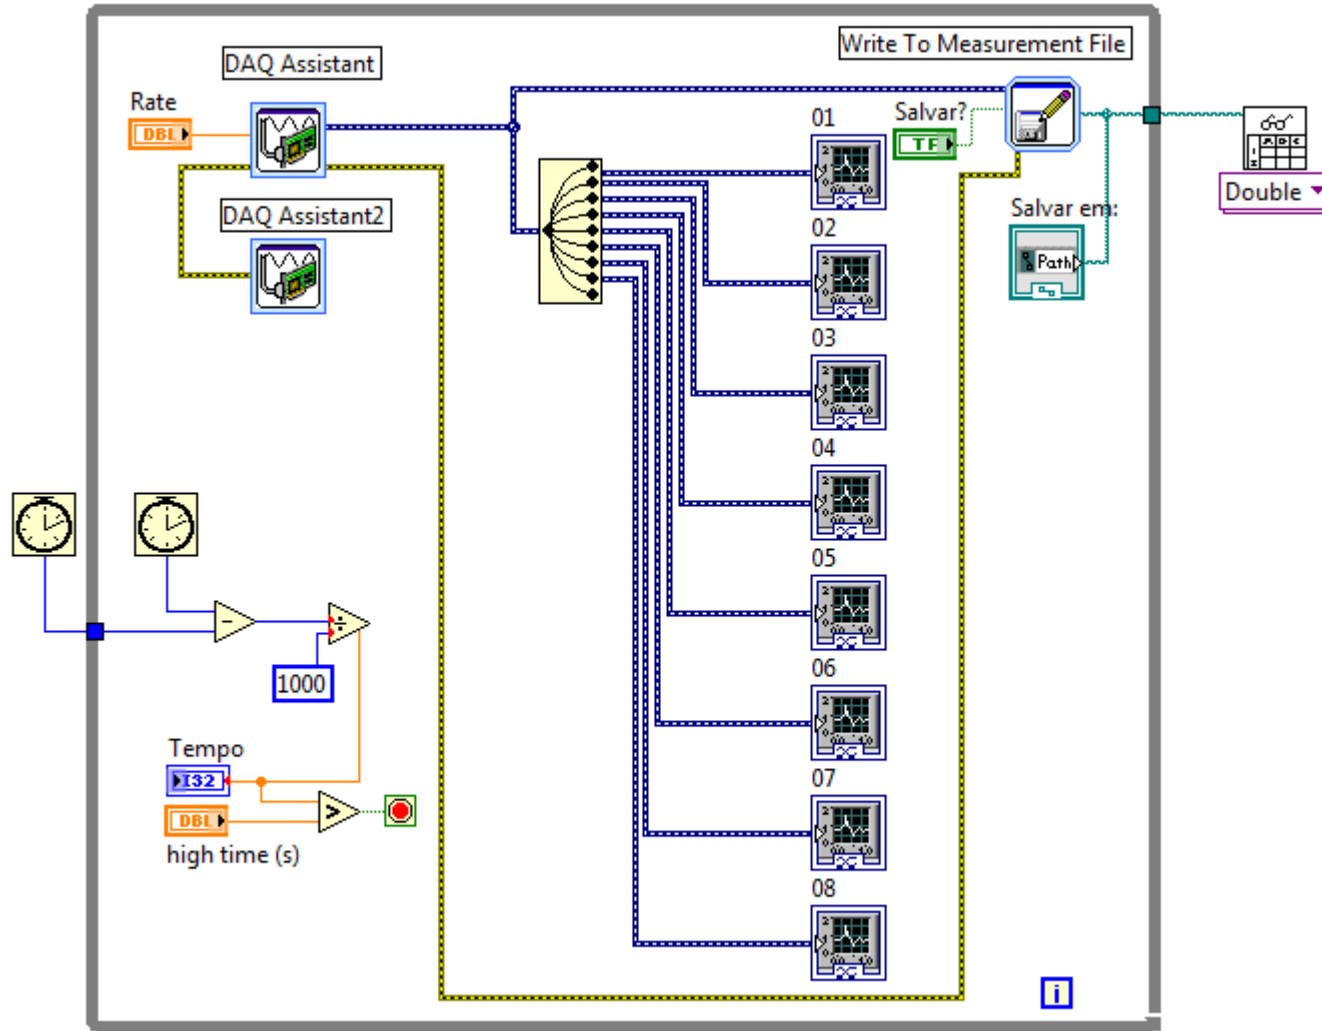 Write To Measurement File
DAQ Assistant
Rate
DBL
Salvar?
TF
01
DAQ Assistant2
Double
02
Salvar em:
Path
03
04
05
06
1000
Tempo
I32
07
DBL
high time (s)
08
i